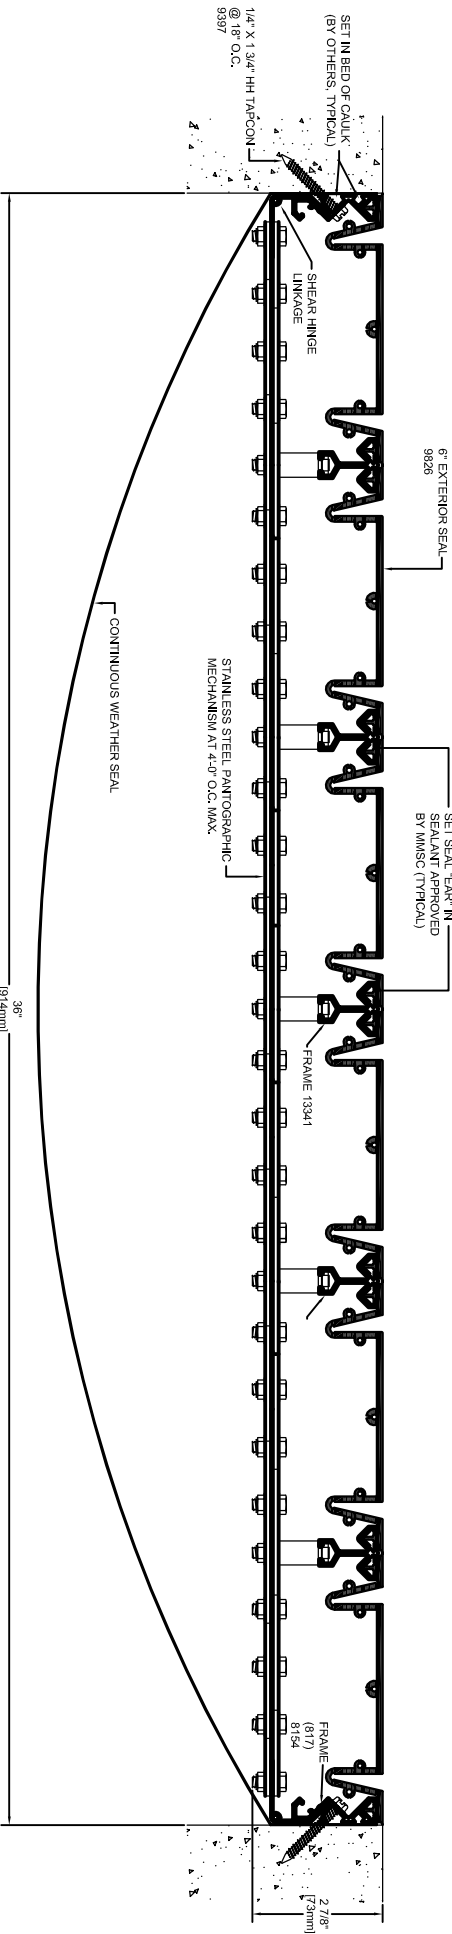 SET IN BED OF CAULK
(BY OTHERS, TYPICAL)
1/4" X 1 3/4" HH TAPCON
@ 18" O.C.
9397
SHEAR HINGE
LINKAGE
6" EXTERIOR SEAL
9826
CONTINUOUS WEATHER SEAL
STAINLESS STEEL PANTOGRAPHIC
MECHANISM AT 4'-0" O.C. MAX.
SET SEAL "EAR" IN
SEALANT APPROVED
BY MMSC (TYPICAL)
FRAME 13341
36"
[914mm]
FRAME
(817)
8154
2 7/8"
[73mm]